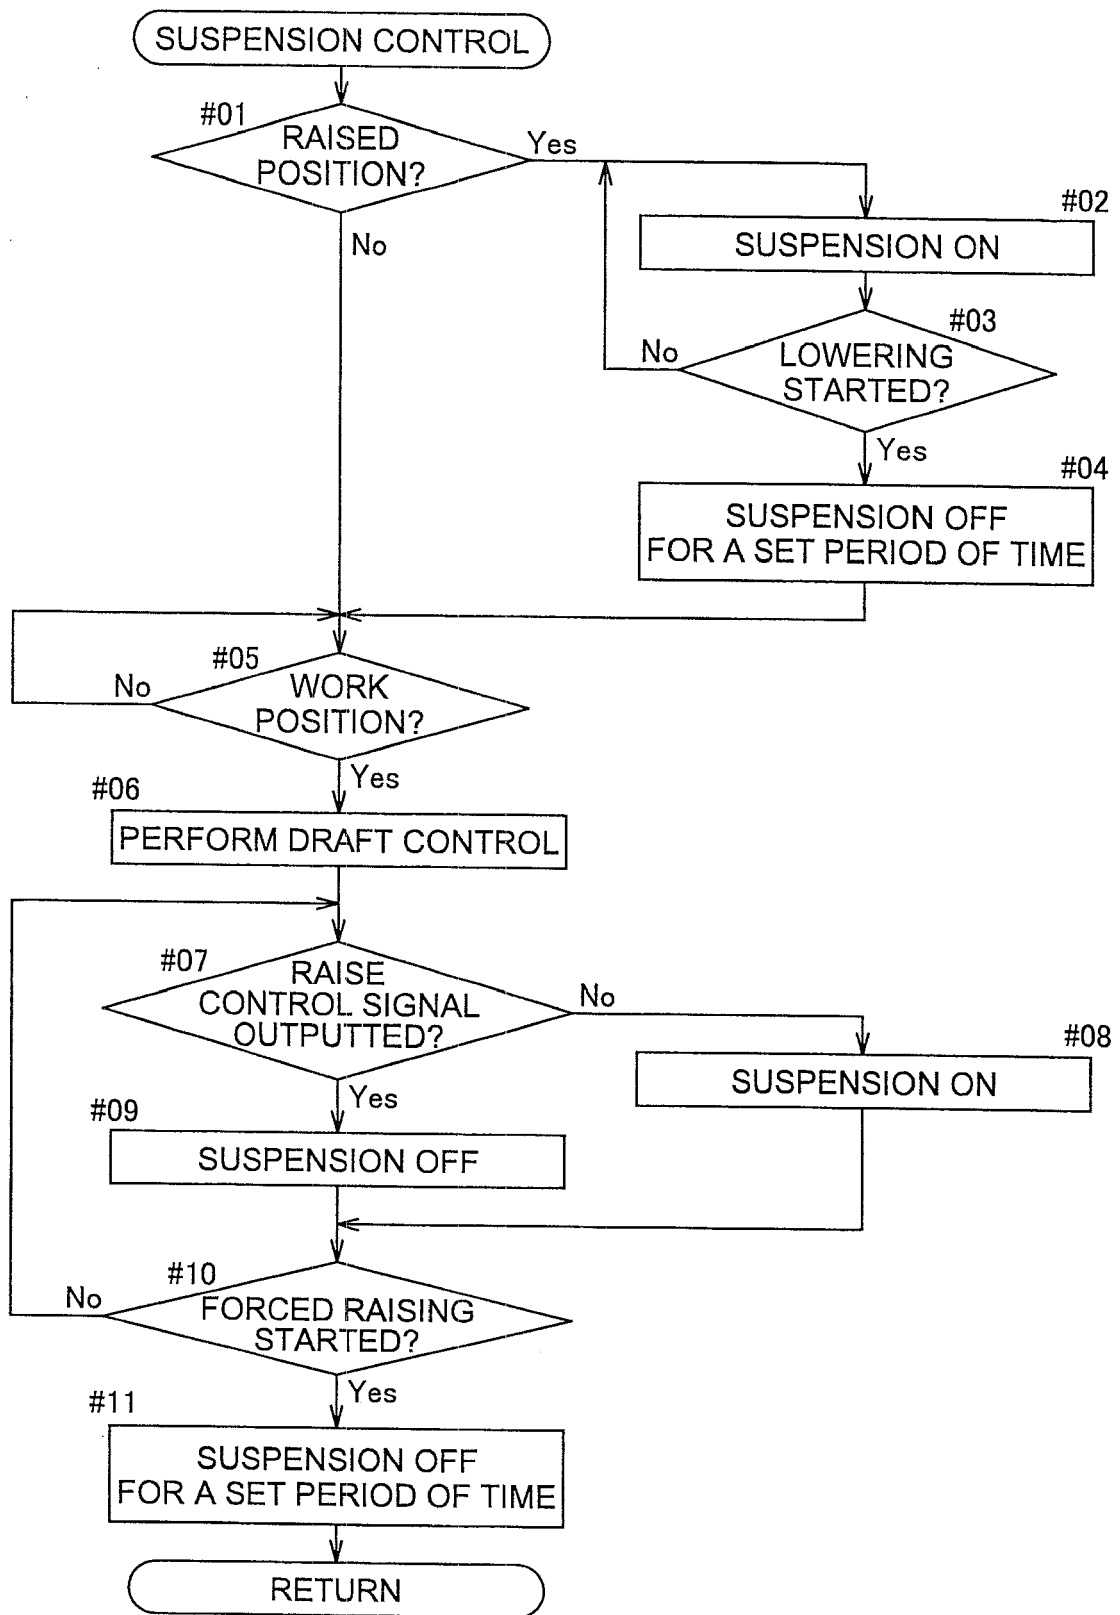 SUSPENSION CONTROL
#01
RAISED
POSITION?
Yes
No
#02
SUSPENSION ON
#03
LOWERING
STARTED?
No
Yes
#04
SUSPENSION OFF
FOR A SET PERIOD OF TIME
#05
WORK
POSITION?
No
Yes
#06
PERFORM DRAFT CONTROL
#07
RAISE
CONTROL SIGNAL
OUTPUTTED?
No
Yes
#08
SUSPENSION ON
#09
SUSPENSION OFF
#10
FORCED RAISING
STARTED?
No
Yes
#11
SUSPENSION OFF
FOR A SET PERIOD OF TIME
RETURN